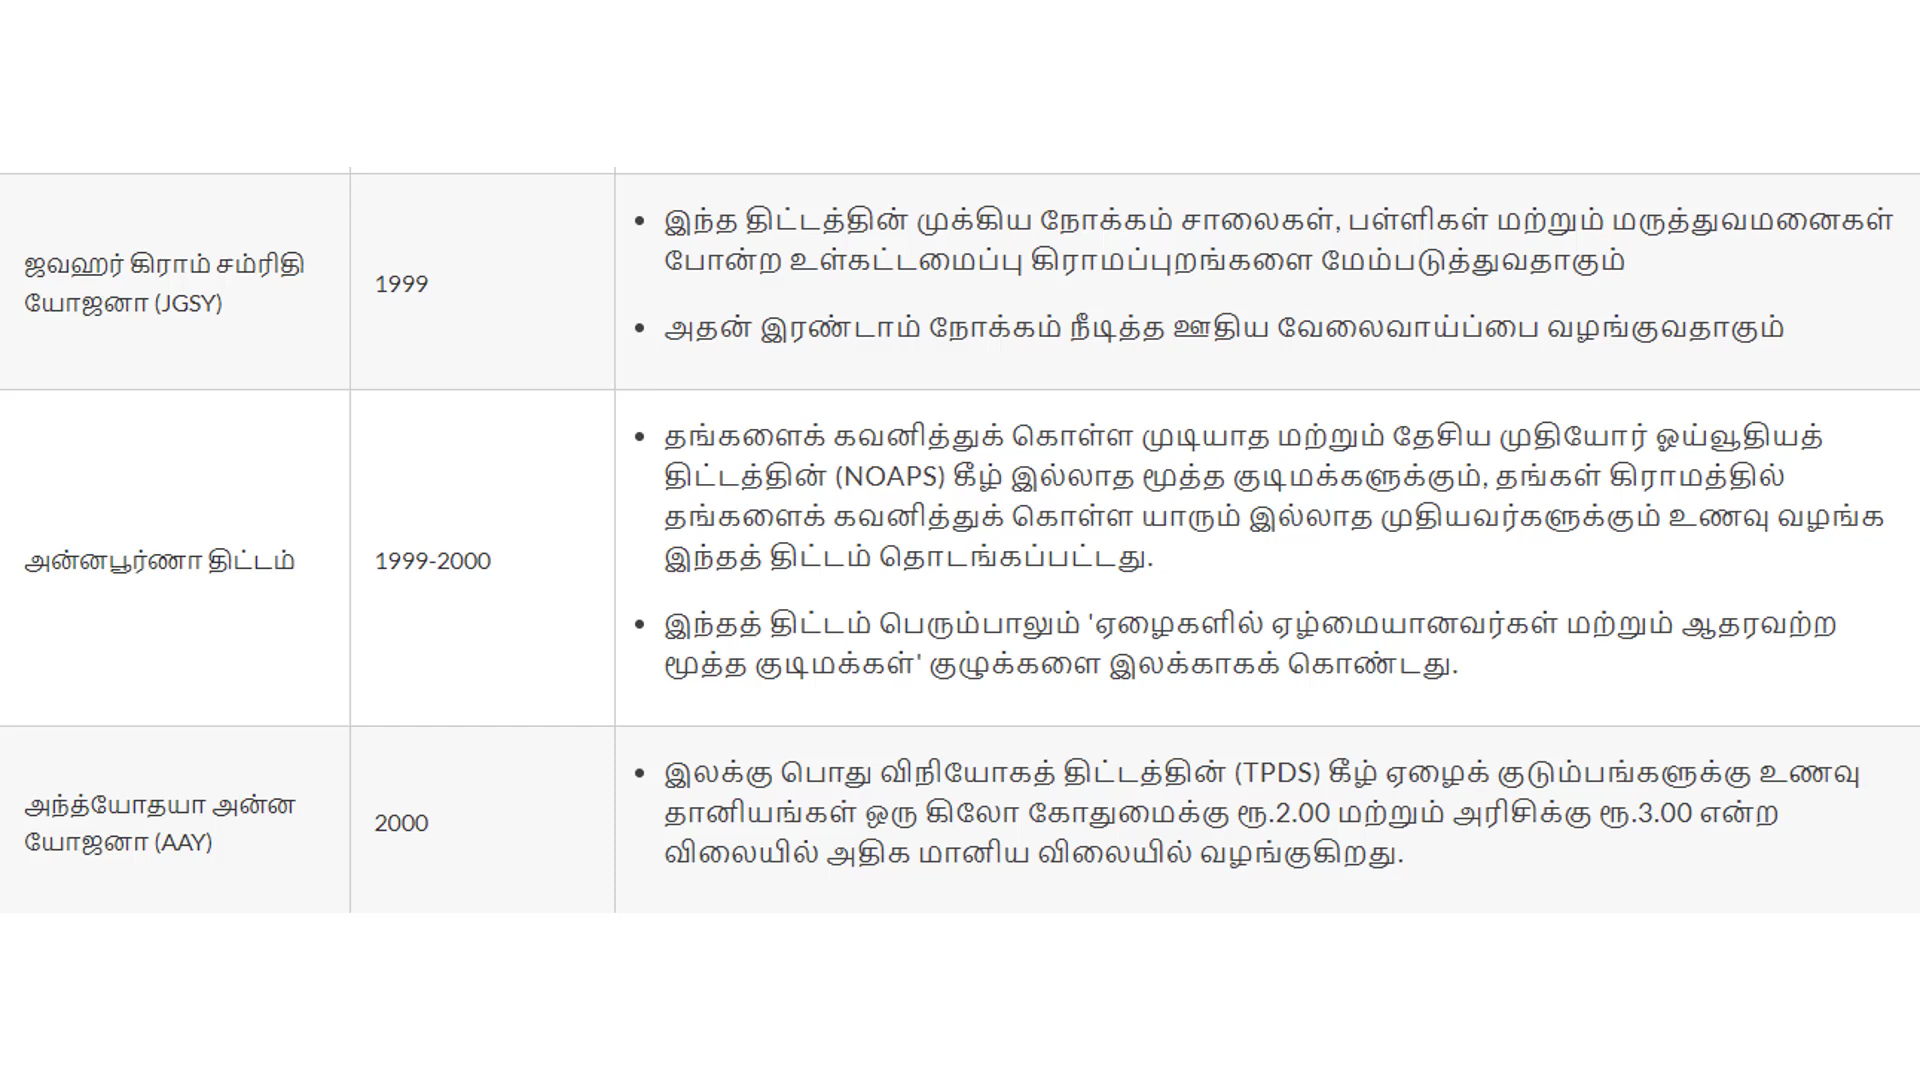 ஜவஹர் கிராம் சம்ரிதி
யோஜனா (JGSY)
1999
• இந்த திட்டத்தின் முக்கிய நோக்கம் சாலைகள், பள்ளிகள் மற்றும் மருத்துவமனைகள்
போன்ற உள்கட்டமைப்பு கிராமப்புறங்களை மேம்படுத்துவதாகும்
• அதன் இரண்டாம் நோக்கம் நீடித்த ஊதிய வேலைவாய்ப்பை வழங்குவதாகும்
அன்னபூர்ணா திட்டம்
1999-2000
• தங்களைக் கவனித்துக் கொள்ள முடியாத மற்றும் தேசிய முதியோர் ஓய்வூதியத்
திட்டத்தின் (NOAPS) கீழ் இல்லாத மூத்த குடிமக்களுக்கும், தங்கள் கிராமத்தில்
தங்களைக் கவனித்துக் கொள்ள யாரும் இல்லாத முதியவர்களுக்கும் உணவு வழங்க
இந்தத் திட்டம் தொடங்கப்பட்டது.
• இந்தத் திட்டம் பெரும்பாலும் 'ஏழைகளில் ஏழ்மையானவர்கள் மற்றும் ஆதரவற்ற
மூத்த குடிமக்கள்' குழுக்களை இலக்காகக் கொண்டது.
அந்த்யோதயா அன்ன
யோஜனா (AAY)
2000
• இலக்கு பொது விநியோகத் திட்டத்தின் (TPDS) கீழ் ஏழைக் குடும்பங்களுக்கு உணவு
தானியங்கள் ஒரு கிலோ கோதுமைக்கு ரூ.2.00 மற்றும் அரிசிக்கு ரூ.3.00 என்ற
விலையில் அதிக மானிய விலையில் வழங்குகிறது.